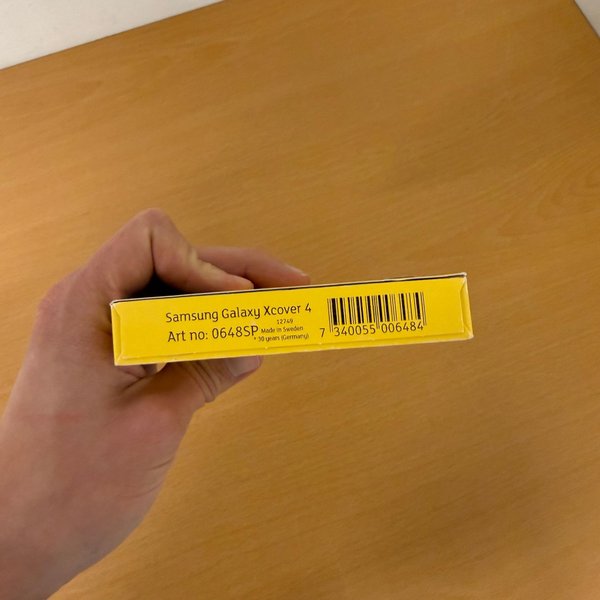 Samsung Galaxy Xcover 4
12749
Art no: 0648SP
Made in Sweden
* 30 years (Germany)
7 340055 006484